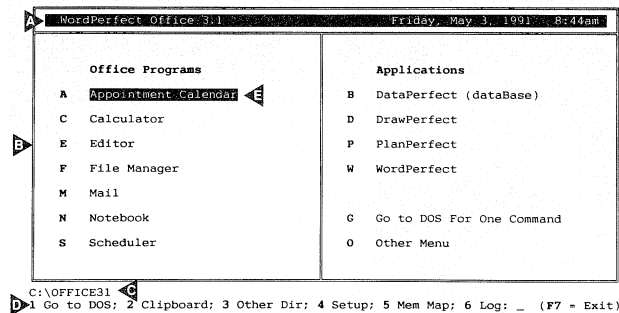 A WordPerfect Office 3.1 Friday, May 3, 1991 8:44am
Office Programs Applications
A Appointment Calendar E B DataPerfect (dataBase)
C Calculator D DrawPerfect
B E Editor P PlanPerfect
F File Manager W WordPerfect
M Mail
N Notebook G Go to DOS For One Command
S Scheduler O Other Menu
C:\OFFICE31 C
D 1 Go to DOS; 2 Clipboard; 3 Other Dir; 4 Setup; 5 Mem Map; 6 Log: _ (F7 = Exit)